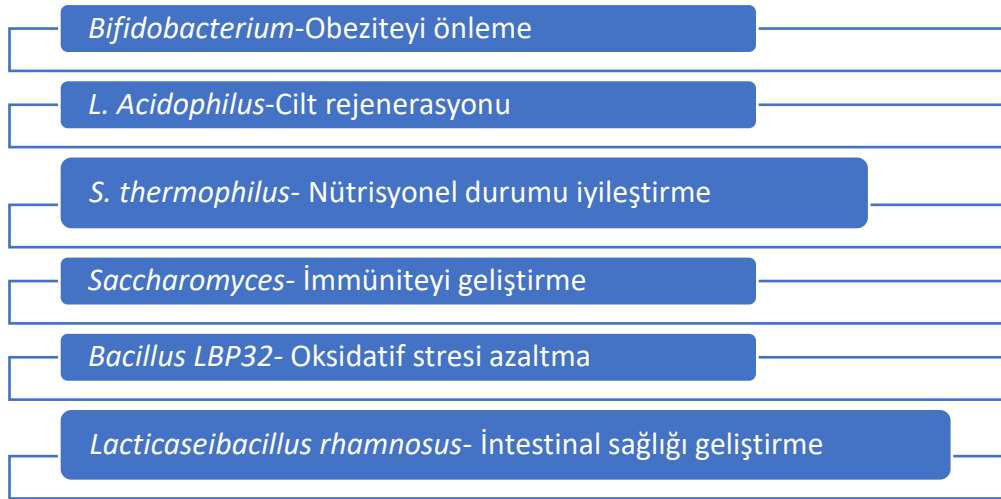 Bifidobacterium-Obeziteyi önleme
L. Acidophilus-Cilt rejenerasyonu
S. thermophilus- Nütrisyonel durumu iyileştirme
Saccharomyces- İmmüniteyi geliştirme
Bacillus LBP32- Oksidatif stresi azaltma
Lacticaseibacillus rhamnosus- İntestinal sağlığı geliştirme